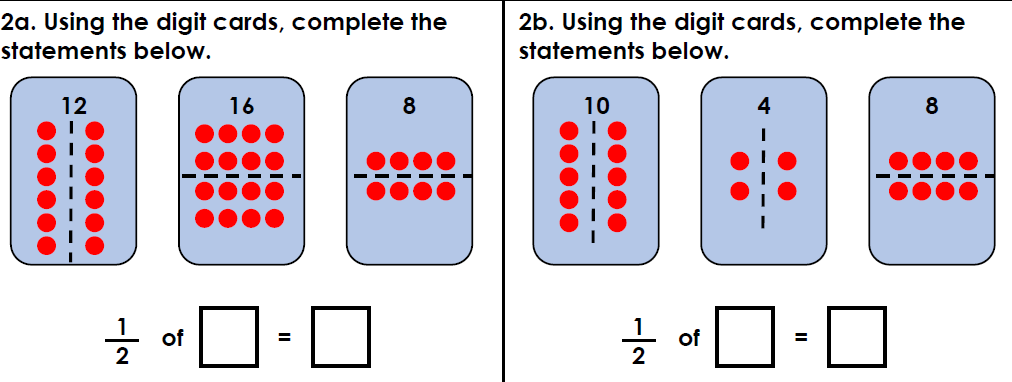 2a. Using the digit cards, complete the
statements below.
12
16
8
1/2 of =
2b. Using the digit cards, complete the
statements below.
10
4
8
1/2 of =